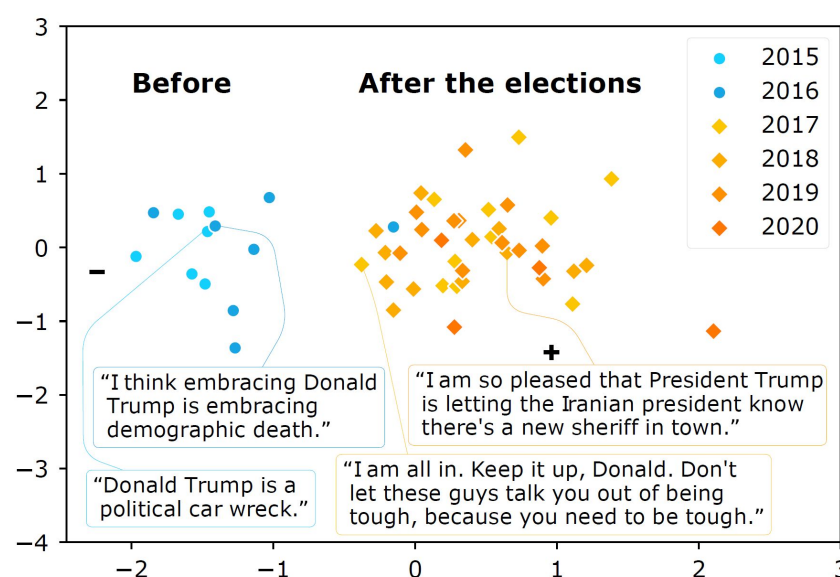 3
2
1
0
−1
−2
−3
−4
−2
−1
0
1
2
Before
After the elections
2015
2016
2017
2018
2019
2020
−
+
“I think embracing Donald
Trump is embracing
demographic death.”
“Donald Trump is a
political car wreck.”
“I am so pleased that President Trump
is letting the Iranian president know
there's a new sheriff in town.”
“I am all in. Keep it up, Donald. Don't
let these guys talk you out of being
tough, because you need to be tough.”